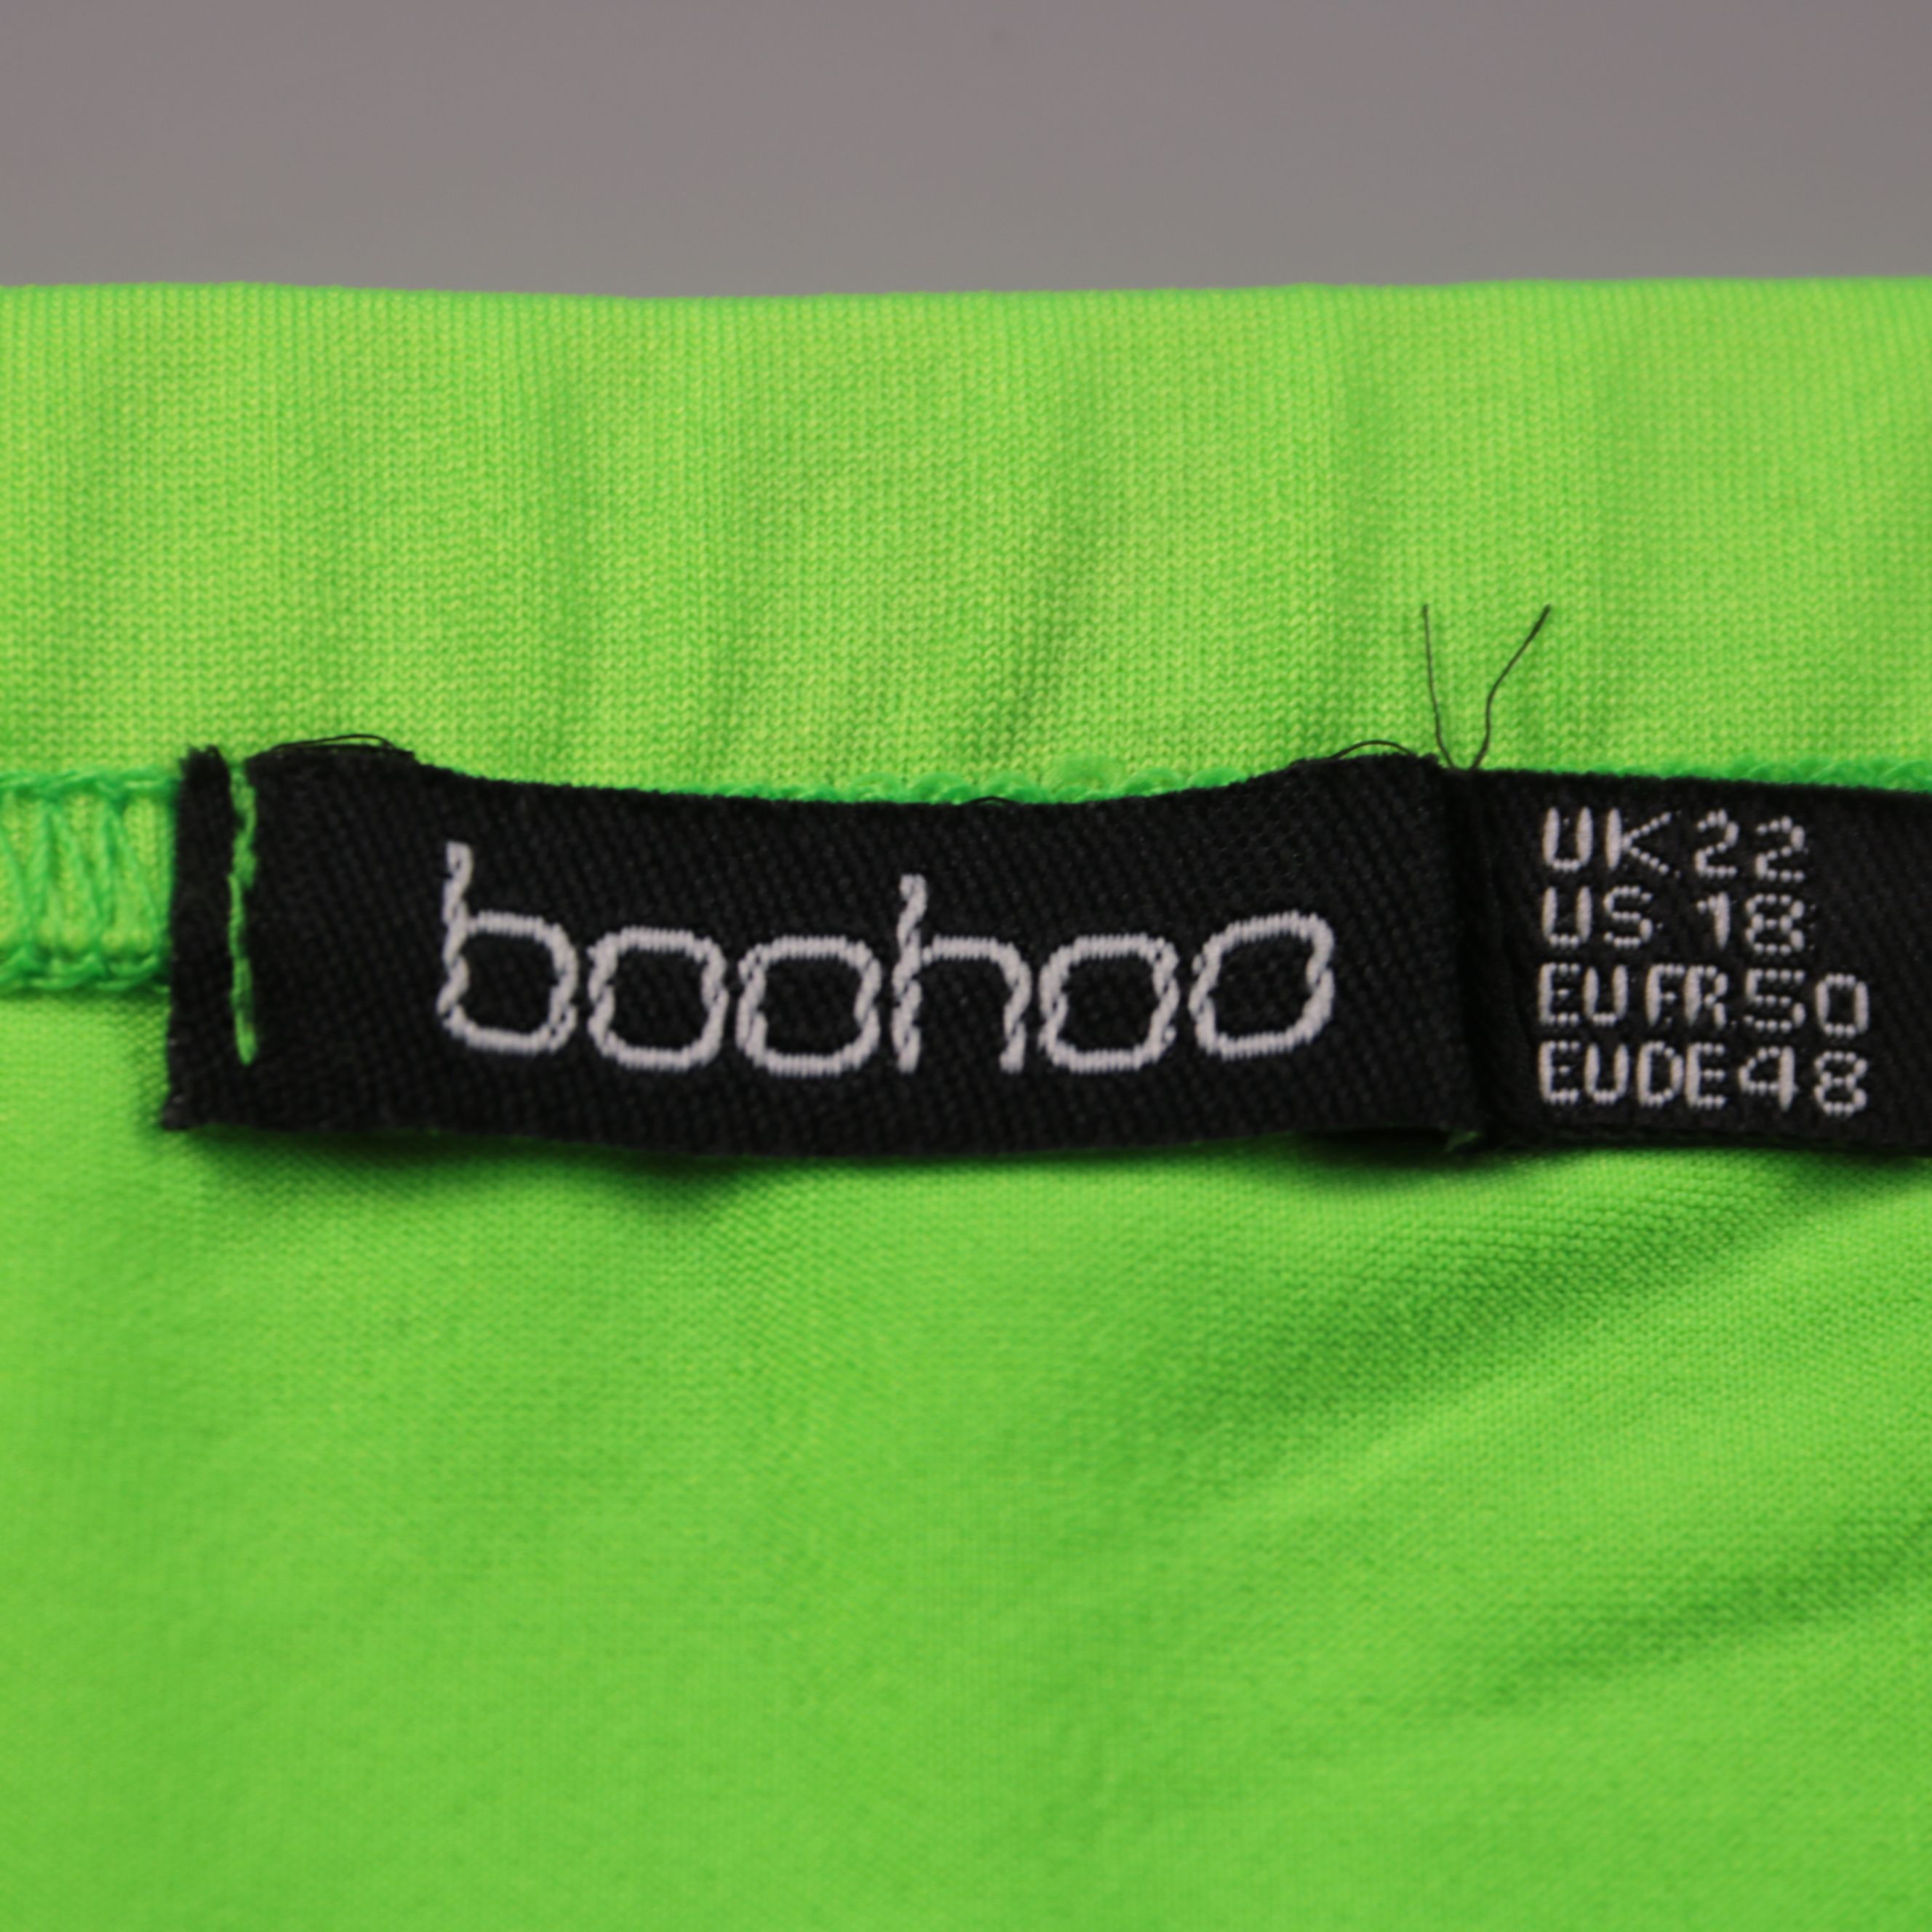 boohoo
UK 22
US 18
EU FR 50
EU DE 48